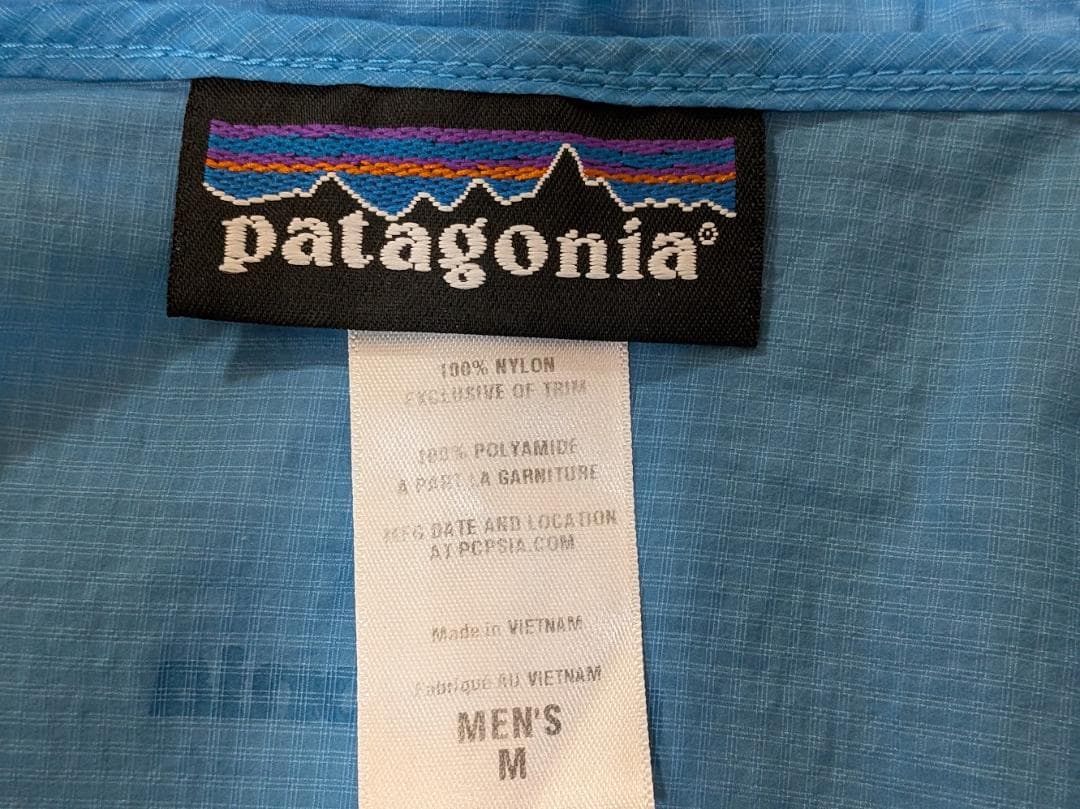 patagonia®
100% NYLON
EXCLUSIVE OF TRIM
100% POLYAMIDE
A PART LA GARNITURE
MFG DATE AND LOCATION
AT PCPSIA.COM
Made in VIETNAM
Fabriqué AU VIETNAM
MEN'S
M